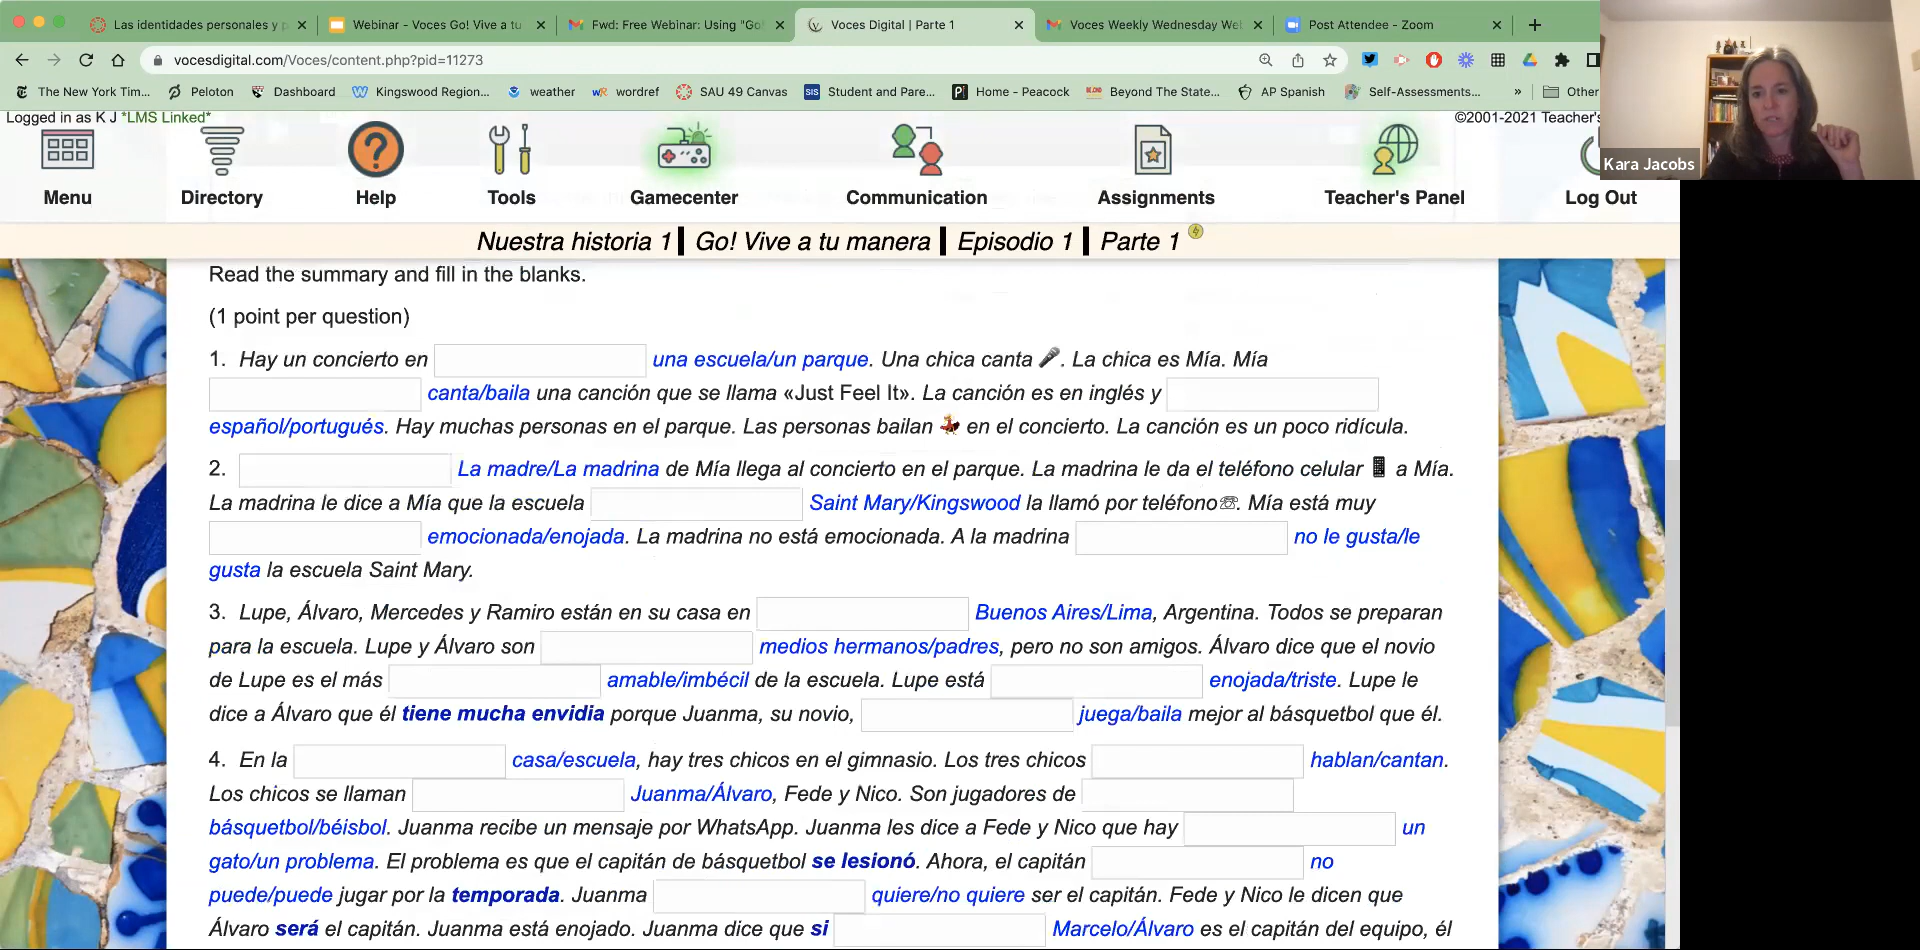 Las identidades personales y p
Webinar - Voces Go! Vive a tu
Fwd: Free Webinar: Using "Go!
Voces Digital | Parte 1
Voces Weekly Wednesday Web
Post Attendee - Zoom
vocesdigital.com/Voces/content.php?pid=11273
The New York Tim...
Peloton
Dashboard
Kingswood Region...
weather
wordref
SAU 49 Canvas
SIS Student and Pare...
Home - Peacock
Beyond The State...
AP Spanish
Self-Assessments...
»
Other
Logged in as K J *LMS Linked*
©2001-2021 Teacher's
Kara Jacobs
Menu
Directory
Help
Tools
Gamecenter
Communication
Assignments
Teacher's Panel
Log Out
Nuestra historia 1 | Go! Vive a tu manera | Episodio 1 | Parte 1
Read the summary and fill in the blanks.
(1 point per question)
1. Hay un concierto en una escuela/un parque. Una chica canta 🎤. La chica es Mía. Mía
canta/baila una canción que se llama «Just Feel It». La canción es en inglés y
español/portugués. Hay muchas personas en el parque. Las personas bailan 💃 en el concierto. La canción es un poco ridícula.
2. La madre/La madrina de Mía llega al concierto en el parque. La madrina le da el teléfono celular 📱 a Mía.
La madrina le dice a Mía que la escuela Saint Mary/Kingswood la llamó por teléfono☏. Mía está muy
emocionada/enojada. La madrina no está emocionada. A la madrina no le gusta/le
gusta la escuela Saint Mary.
3. Lupe, Álvaro, Mercedes y Ramiro están en su casa en Buenos Aires/Lima, Argentina. Todos se preparan
para la escuela. Lupe y Álvaro son medios hermanos/padres, pero no son amigos. Álvaro dice que el novio
de Lupe es el más amable/imbécil de la escuela. Lupe está enojada/triste. Lupe le
dice a Álvaro que él tiene mucha envidia porque Juanma, su novio, juega/baila mejor al básquetbol que él.
4. En la casa/escuela, hay tres chicos en el gimnasio. Los tres chicos hablan/cantan.
Los chicos se llaman Juanma/Álvaro, Fede y Nico. Son jugadores de
básquetbol/béisbol. Juanma recibe un mensaje por WhatsApp. Juanma les dice a Fede y Nico que hay un
gato/un problema. El problema es que el capitán de básquetbol se lesionó. Ahora, el capitán no
puede/puede jugar por la temporada. Juanma quiere/no quiere ser el capitán. Fede y Nico le dicen que
Álvaro será el capitán. Juanma está enojado. Juanma dice que si Marcelo/Álvaro es el capitán del equipo, él